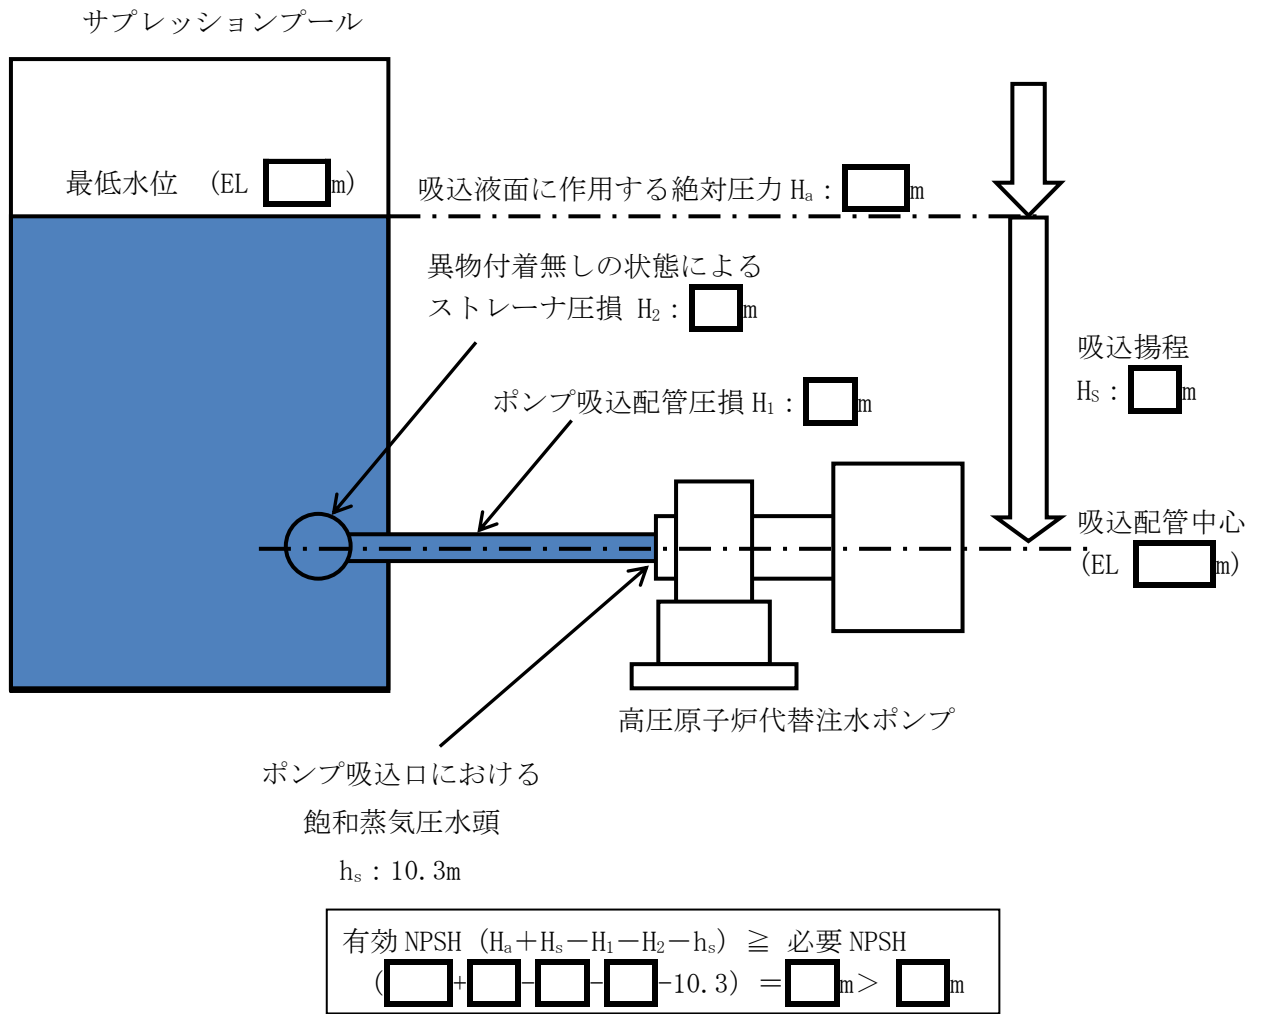 サプレッションプール
最低水位 (EL m)
吸込液面に作用する絶対圧力 Ha：m
異物付着無しの状態による
ストレーナ圧損 H2：m
吸込揚程
HS：m
ポンプ吸込配管圧損 H1：m
吸込配管中心
(EL m)
高圧原子炉代替注水ポンプ
ポンプ吸込口における
飽和蒸気圧水頭
hs：10.3m
有効 NPSH (Ha＋Hs－H1－H2－hs) ≧ 必要 NPSH
( + - - -10.3) ＝ m＞ m